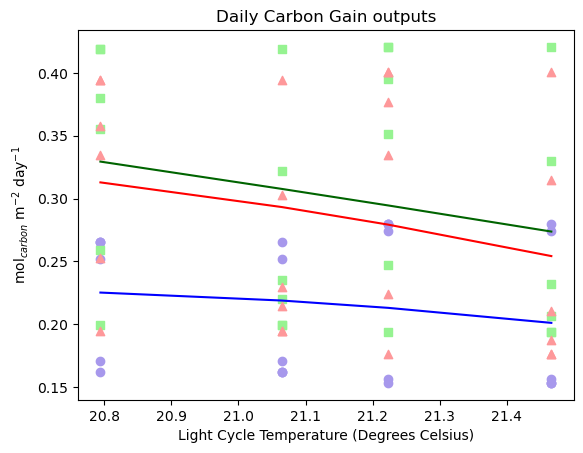 Daily Carbon Gain outputs
mol_{carbon} m^{-2} day^{-1}
0.40
0.35
0.30
0.25
0.20
0.15
20.8 20.9 21.0 21.1 21.2 21.3 21.4
Light Cycle Temperature (Degrees Celsius)